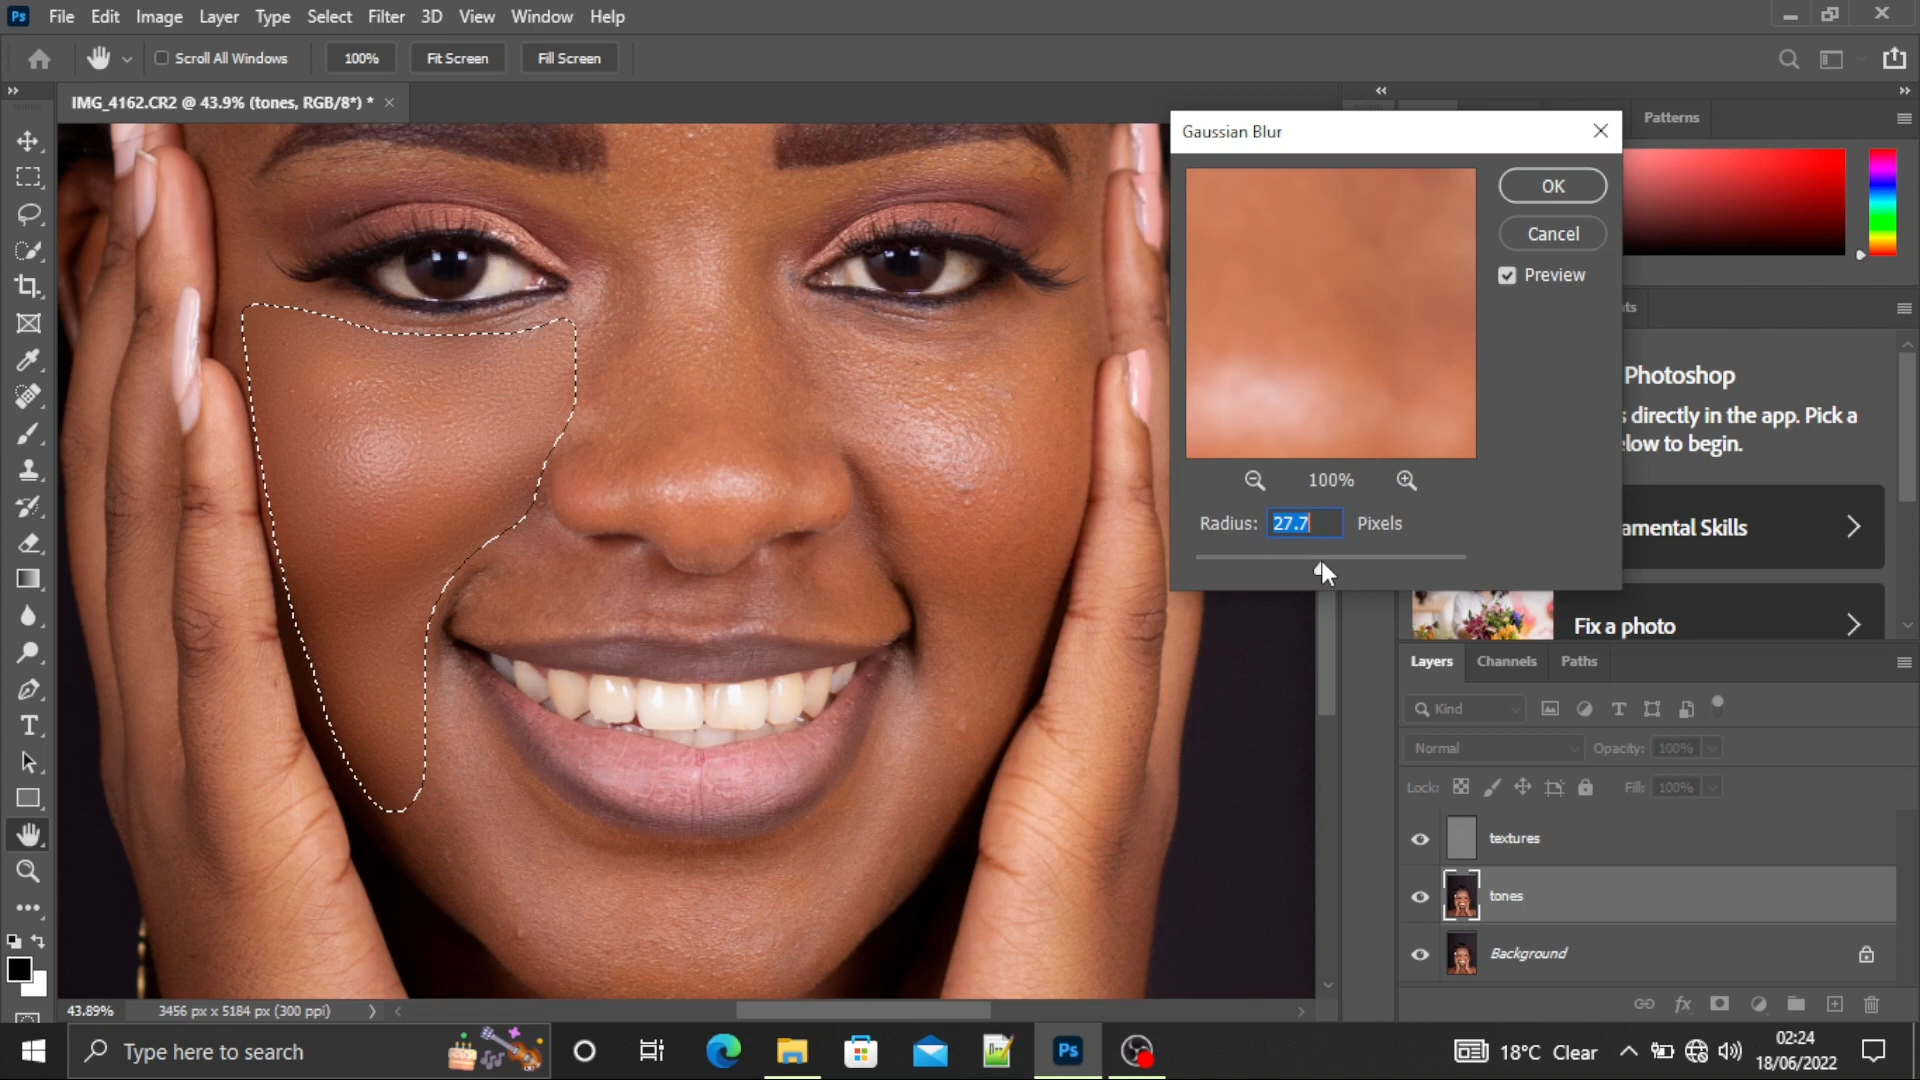 Ps File Edit Image Layer Type Select Filter 3D View Window Help
Scroll All Windows 100% Fit Screen Fill Screen
IMG_4162.CR2 @ 43.9% (tones, RGB/8*) *
Patterns
Gaussian Blur
OK
Cancel
Preview
100%
Radius: 27.7 Pixels
Photoshop
directly in the app. Pick a
below to begin.
Fix a photo
Layers Channels Paths
Kind
Normal Opacity: 100%
Lock: Fill: 100%
textures
tones
Background
43.89% 3456 px x 5184 px (300 ppi)
Type here to search
Ps
18°C Clear
02:24
18/06/2022